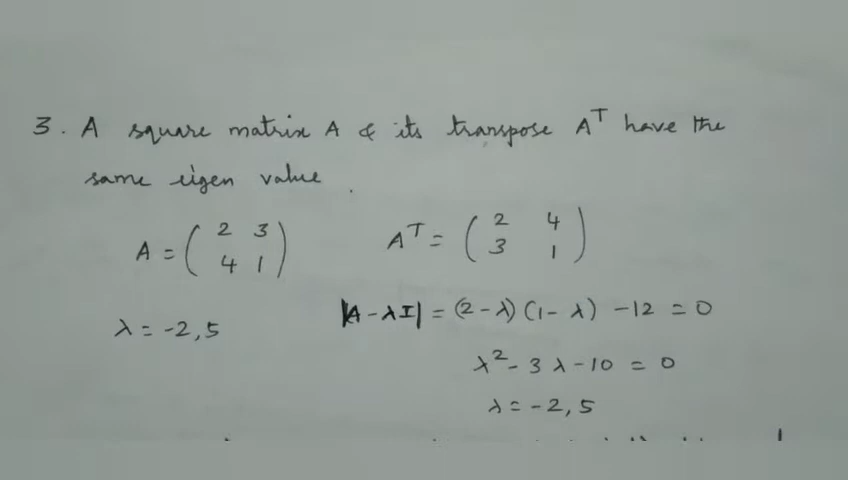 3. A square matrix A & its transpose A^T have the
same eigen value.
A = ( 2 3 ; 4 1 ) A^T = ( 2 4 ; 3 1 )
λ = -2, 5 |A - λI| = (2 - λ) (1 - λ) - 12 = 0
λ² - 3λ - 10 = 0
λ = -2, 5